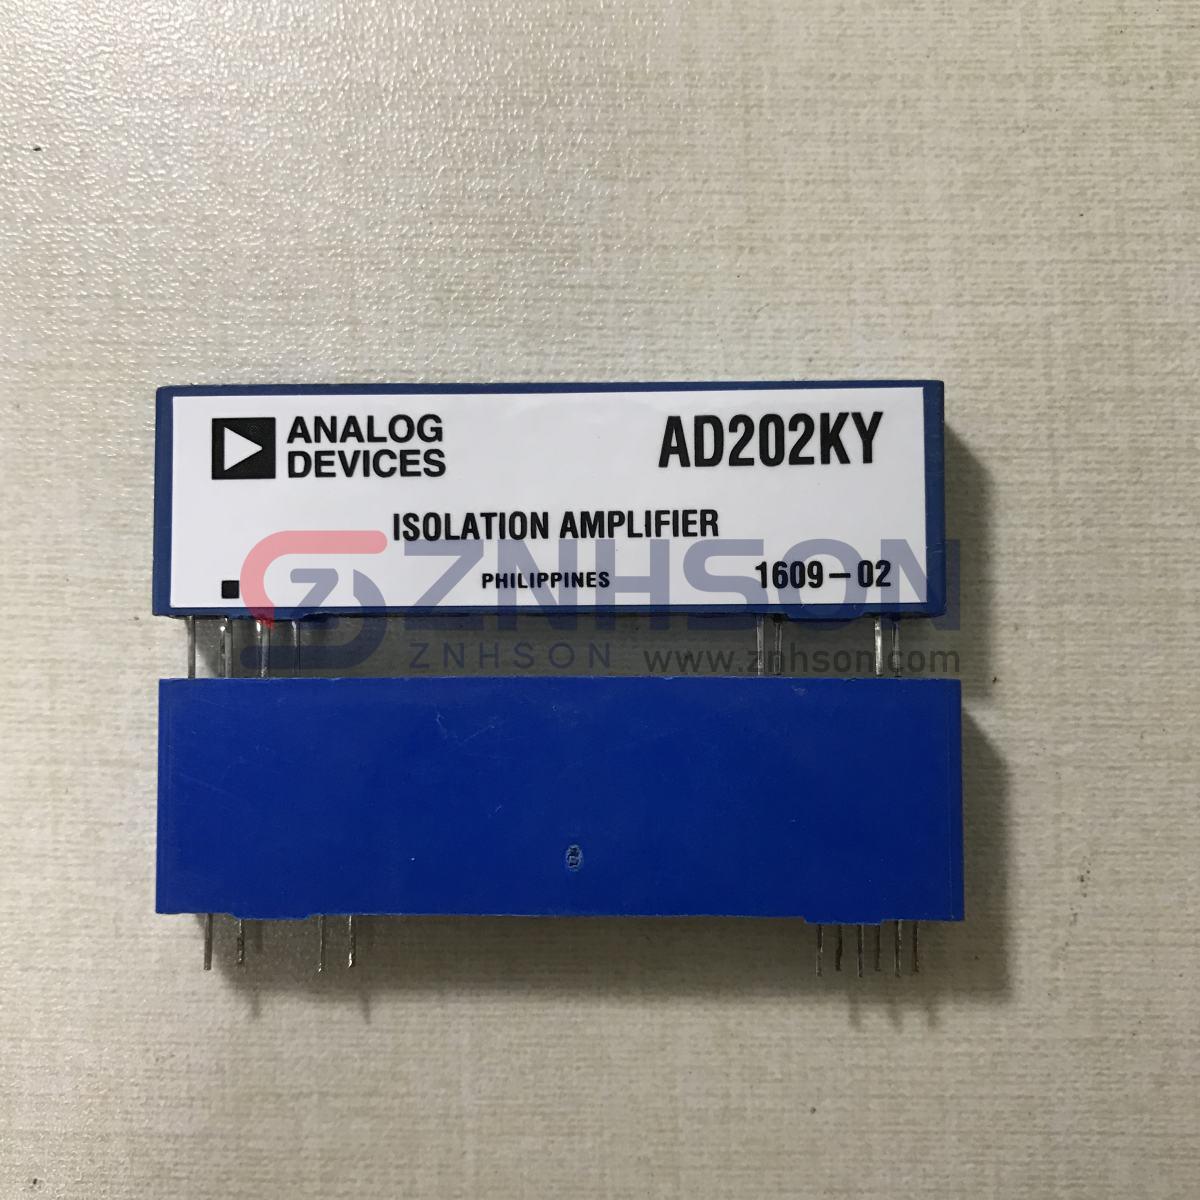 ANALOG
DEVICES
AD202KY
ISOLATION AMPLIFIER
PHILIPPINES
1609-02
ZNHSON
ZNHSON www.znhson.com